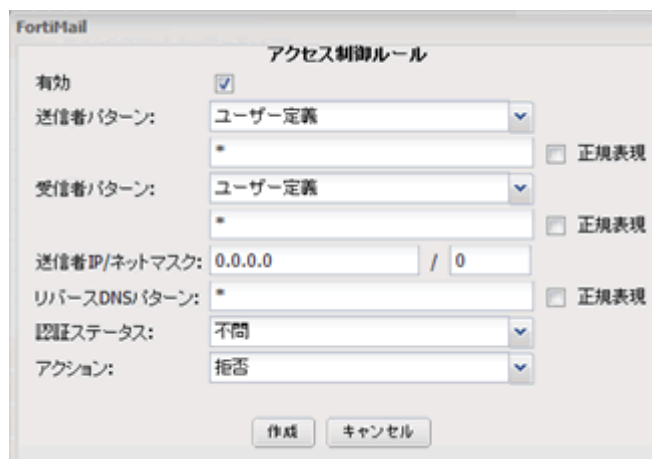 FortiMail
アクセス制御ルール
有効
送信者パターン: ユーザー定義
* 正規表現
受信者パターン: ユーザー定義
* 正規表現
送信者IP/ネットマスク: 0.0.0.0 / 0
リバースDNSパターン: * 正規表現
認証ステータス: 不問
アクション: 拒否
作成 キャンセル